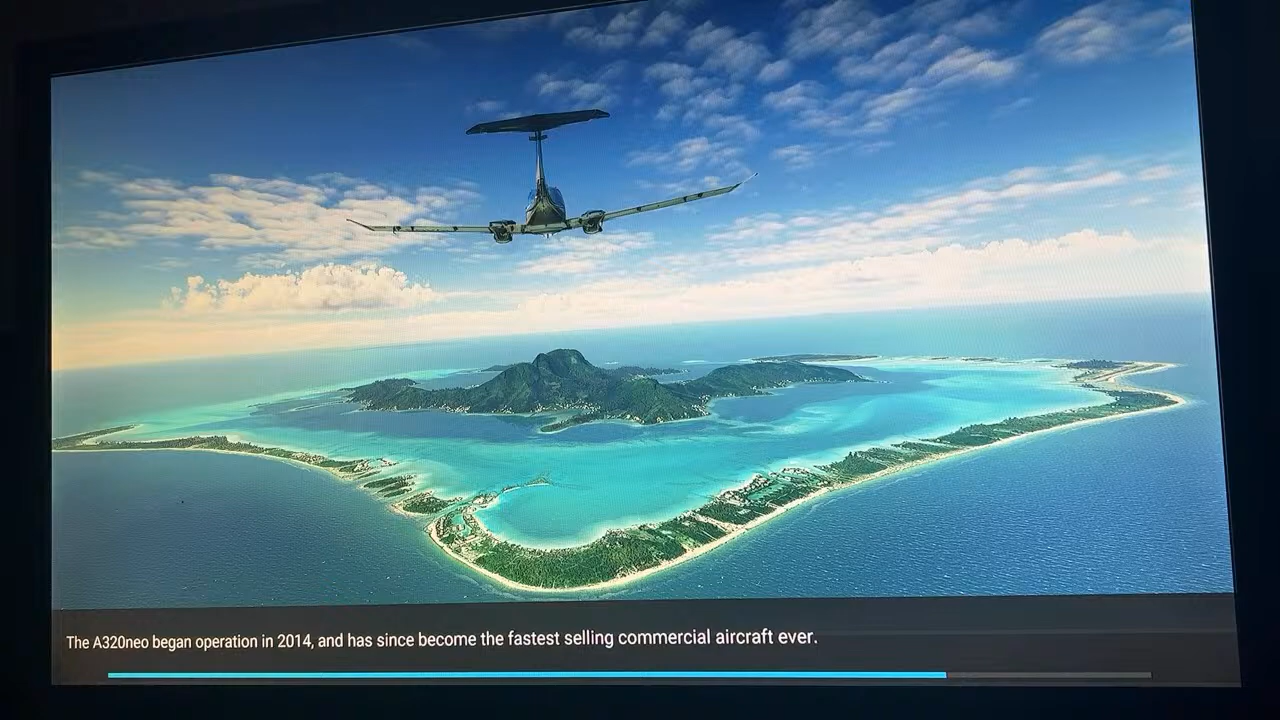 The A320neo began operation in 2014, and has since become the fastest selling commercial aircraft ever.